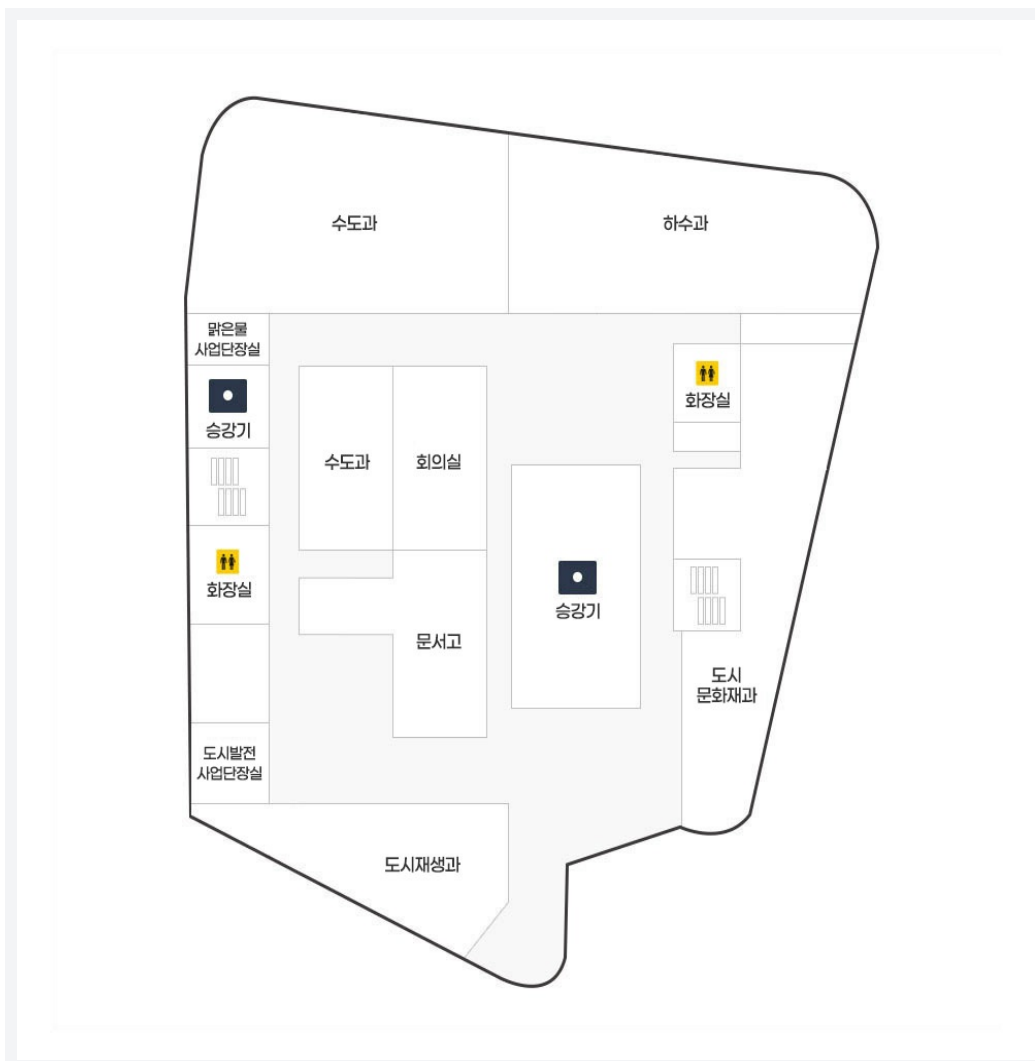 수도과
하수과
맑은물
사업단장실
승강기
화장실
수도과
회의실
화장실
승강기
문서고
도시
문화재과
도시발전
사업단장실
도시재생과